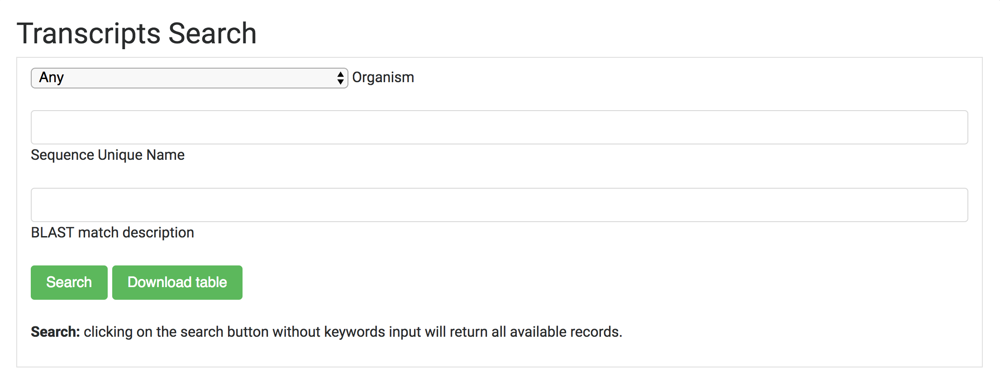 Transcripts Search
Any Organism
Sequence Unique Name
BLAST match description
Search Download table
Search: clicking on the search button without keywords input will return all available records.